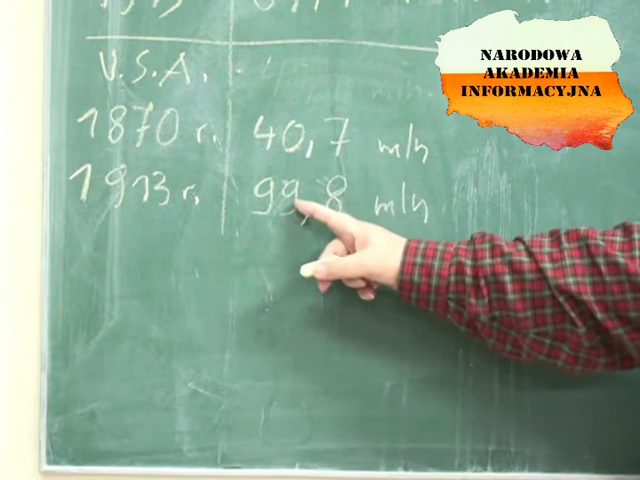 U.S.A.
1870 r. 40,7 mln
1913 r. 99,8 mln
NARODOWA
AKADEMIA
INFORMACYJNA